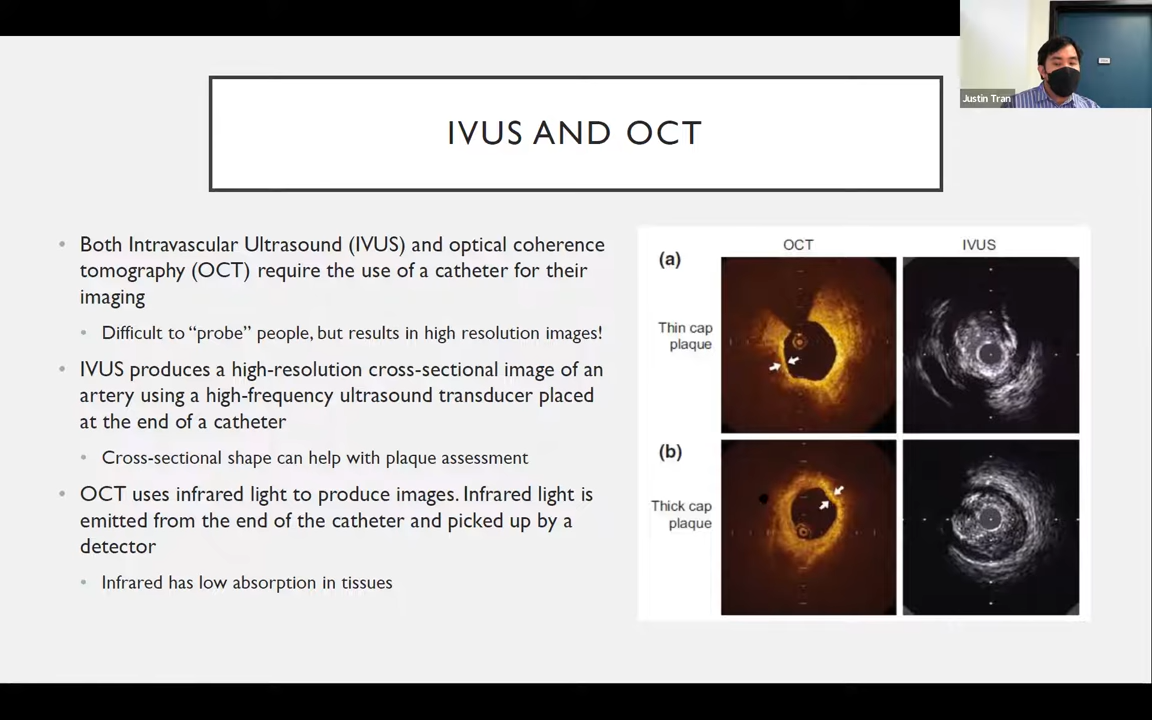 IVUS AND OCT
Justin Tran
• Both Intravascular Ultrasound (IVUS) and optical coherence
tomography (OCT) require the use of a catheter for their
imaging
• Difficult to “probe” people, but results in high resolution images!
• IVUS produces a high-resolution cross-sectional image of an
artery using a high-frequency ultrasound transducer placed
at the end of a catheter
• Cross-sectional shape can help with plaque assessment
• OCT uses infrared light to produce images. Infrared light is
emitted from the end of the catheter and picked up by a
detector
• Infrared has low absorption in tissues
OCT
IVUS
(a)
Thin cap
plaque
(b)
Thick cap
plaque